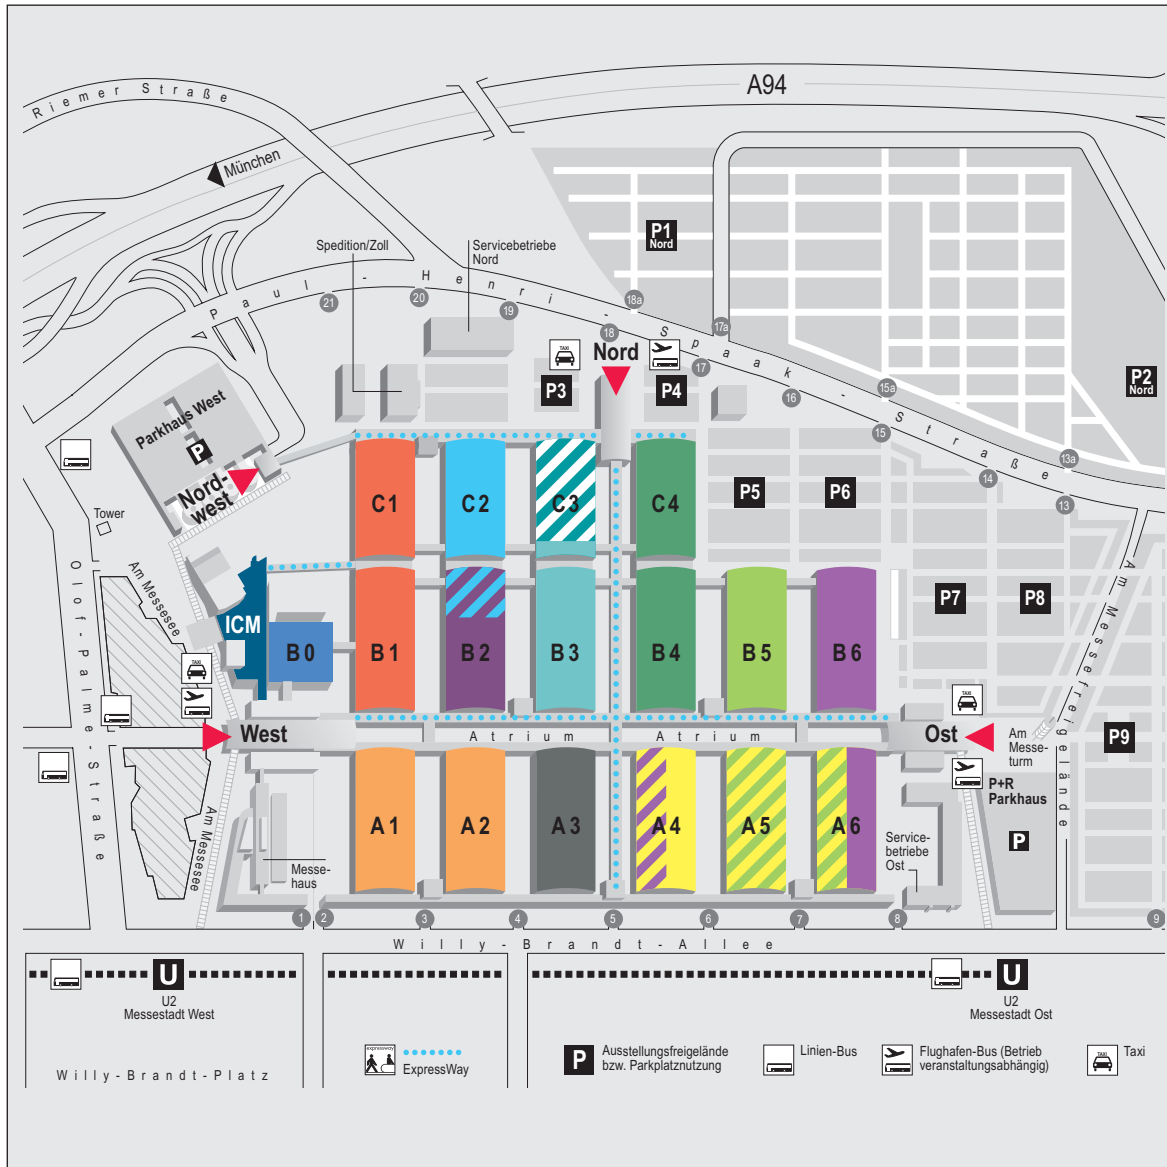 A94
Riemer Straße
München
P1
Nord
Spedition/Zoll
Servicebetriebe
Nord
Paul-Henri-Spaak-Straße
21
20
19
18a
18
17a
17
16
15a
15
14
13a
13
TAXI
Nord
P3
P4
P2
Nord
Parkhaus West
P
Nord-
west
Tower
C1
C2
C3
C4
P5
P6
Am Messesee
Olof-Palme-Straße
ICM
B0
B1
B2
B3
B4
B5
B6
P7
P8
Am Messefreigelände
TAXI
TAXI
West
Atrium
Atrium
Ost
Am
Messe-
turm
P9
P+R
Parkhaus
P
A1
A2
A3
A4
A5
A6
Am Messesee
Messe-
haus
Service-
betriebe
Ost
1
2
3
4
5
6
7
8
9
Willy-Brandt-Allee
U
U2
Messestadt West
U
U2
Messestadt Ost
Willy-Brandt-Platz
expressway
ExpressWay
P
Ausstellungsfreigelände
bzw. Parkplatznutzung
Linien-Bus
Flughafen-Bus (Betrieb
veranstaltungsabhängig)
TAXI
Taxi